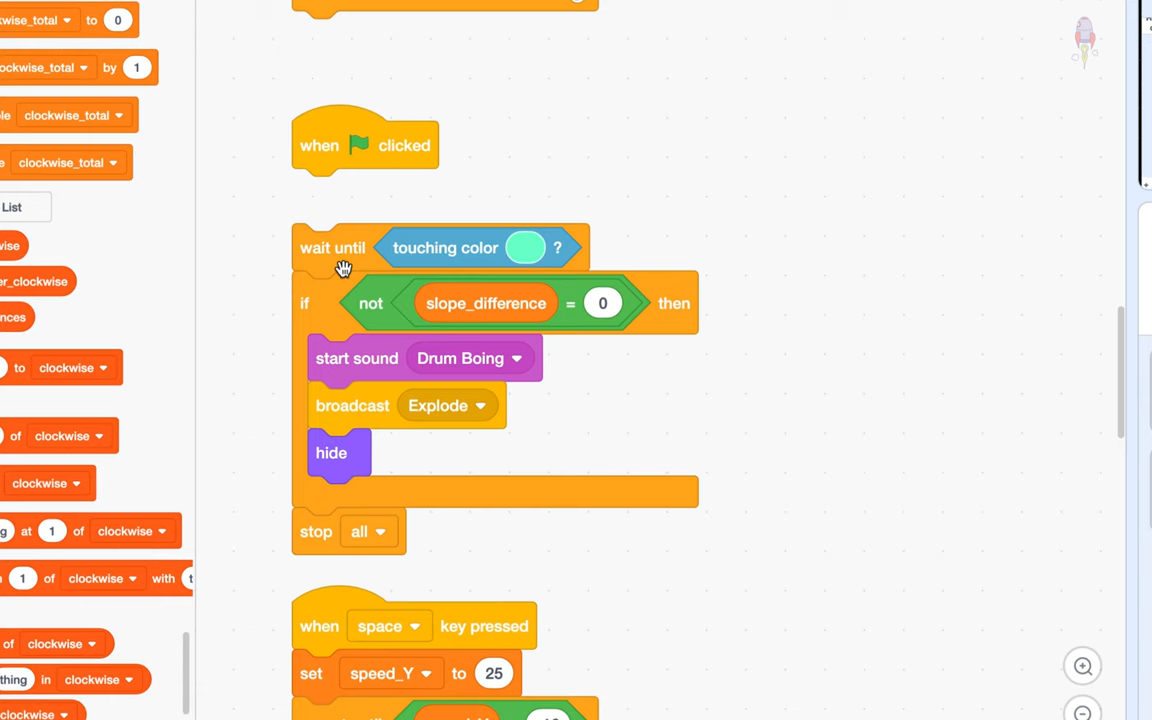 kwise_total to 0
ockwise_total by 1
le clockwise_total
e clockwise_total
List
when clicked
wise
wait until touching color ?
er_clockwise
if not slope_difference = 0 then
nces
start sound Drum Boing
to clockwise
broadcast Explode
of clockwise
hide
clockwise
g at 1 of clockwise
stop all
1 of clockwise with t
when space key pressed
of clockwise
set speed_Y to 25
thing in clockwise
clockwise